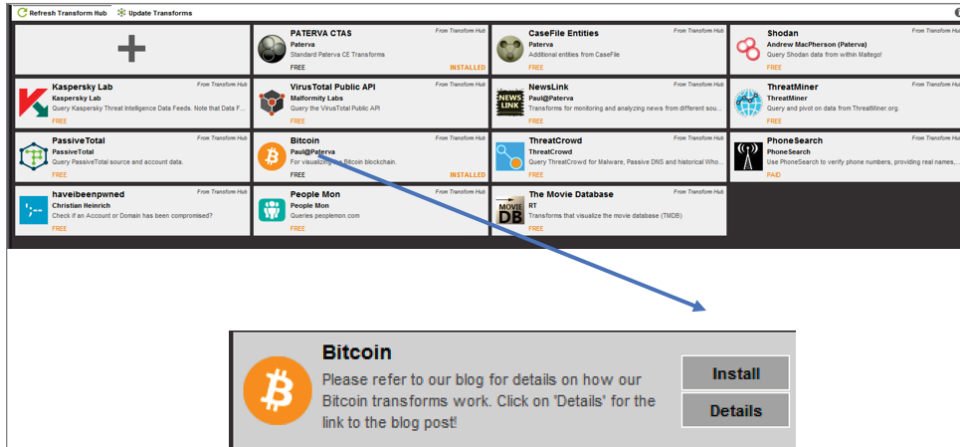 Refresh Transform Hub
Update Transforms
PATERVA CTAS
From Transform Hub
Paterva
Standard Paterva CE Transforms
FREE
INSTALLED
CaseFile Entities
From Transform Hub
Paterva
Additional entities from CaseFile
FREE
Shodan
From Transform Hub
Andrew MacPherson (Paterva)
Query Shodan data from within Maltego!
FREE
Kaspersky Lab
From Transform Hub
Kaspersky Lab
Query Kaspersky Threat Intelligence Data Feeds. Note that Data F...
FREE
VirusTotal Public API
From Transform Hub
Malformity Labs
Query the VirusTotal Public API
FREE
NEWS
LINK
NewsLink
From Transform Hub
Paul@Paterva
Transforms for monitoring and analyzing news from different sou...
FREE
ThreatMiner
From Transform Hub
ThreatMiner
Query and pivot on data from ThreatMiner.org.
FREE
PassiveTotal
From Transform Hub
PassiveTotal
Query PassiveTotal source and account data.
FREE
Bitcoin
From Transform Hub
Paul@Paterva
For visualizing the Bitcoin blockchain.
FREE
INSTALLED
ThreatCrowd
From Transform Hub
ThreatCrowd
Query ThreatCrowd for Malware, Passive DNS and historical Who...
FREE
PhoneSearch
From Transform Hub
PhoneSearch
Use PhoneSearch to verify phone numbers, providing real names,...
PAID
';--
haveibeenpwned
From Transform Hub
Christian Heinrich
Check if an Account or Domain has been compromised?
FREE
People Mon
From Transform Hub
People Mon
Queries peoplemon.com
FREE
MOVIE
DB
The Movie Database
From Transform Hub
RT
Transforms that visualize the movie database (TMDB)
FREE
Bitcoin
Please refer to our blog for details on how our
Bitcoin transforms work. Click on 'Details' for the
link to the blog post!
Install
Details